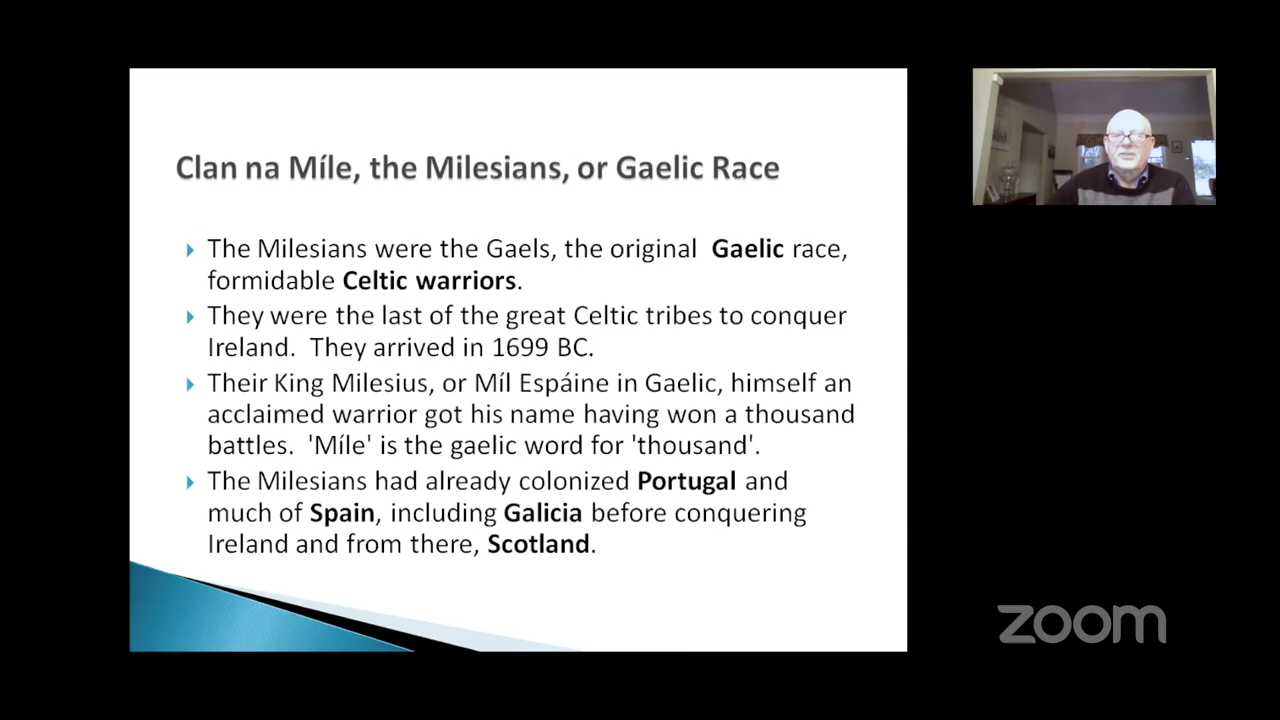 Clan na Míle, the Milesians, or Gaelic Race
The Milesians were the Gaels, the original Gaelic race,
formidable Celtic warriors.
They were the last of the great Celtic tribes to conquer
Ireland. They arrived in 1699 BC.
Their King Milesius, or Míl Espáine in Gaelic, himself an
acclaimed warrior got his name having won a thousand
battles. 'Míle' is the gaelic word for 'thousand'.
The Milesians had already colonized Portugal and
much of Spain, including Galicia before conquering
Ireland and from there, Scotland.
zoom